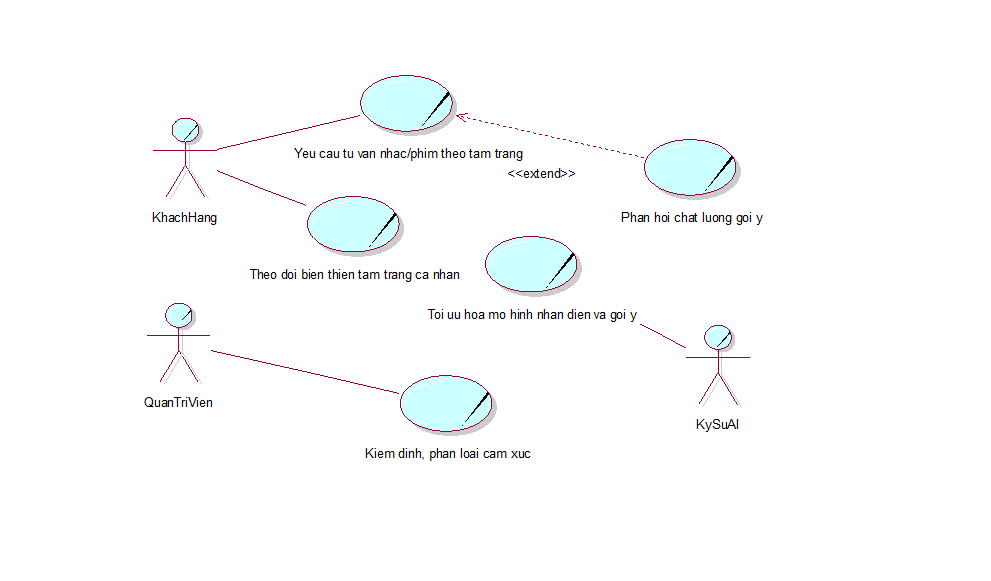 Yeu cau tu van nhac/phim theo tam trang
<<extend>>
KhachHang
Phan hoi chat luong goi y
Theo doi bien thien tam trang ca nhan
Toi uu hoa mo hinh nhan dien va goi y
QuanTriVien
KySuAI
Kiem dinh, phan loai cam xuc